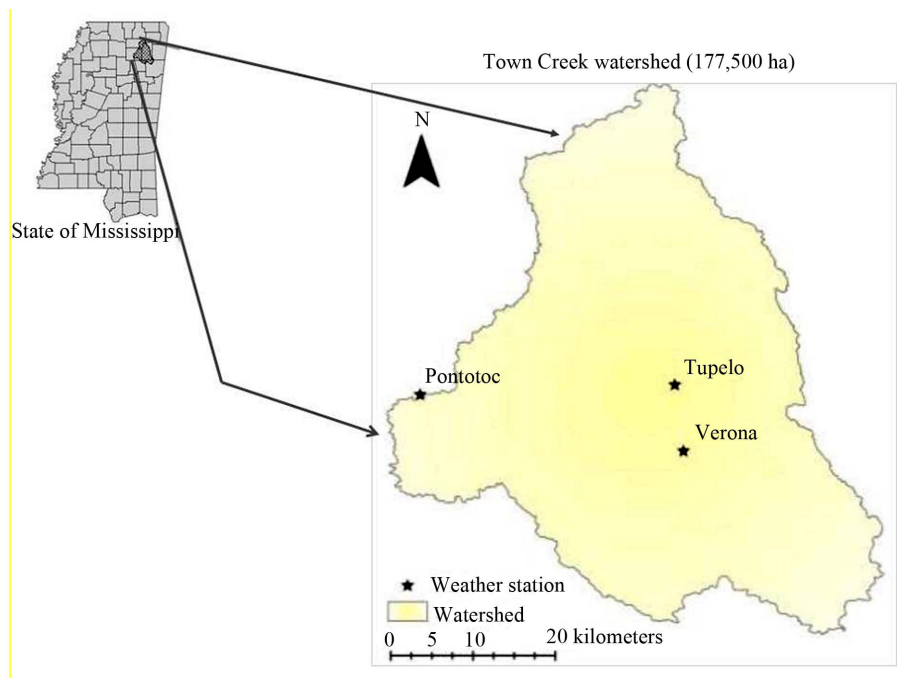 Town Creek watershed (177,500 ha)
N
State of Mississippi
Tupelo
Pontotoc
Verona
Weather station
Watershed
0 5 10 20 kilometers